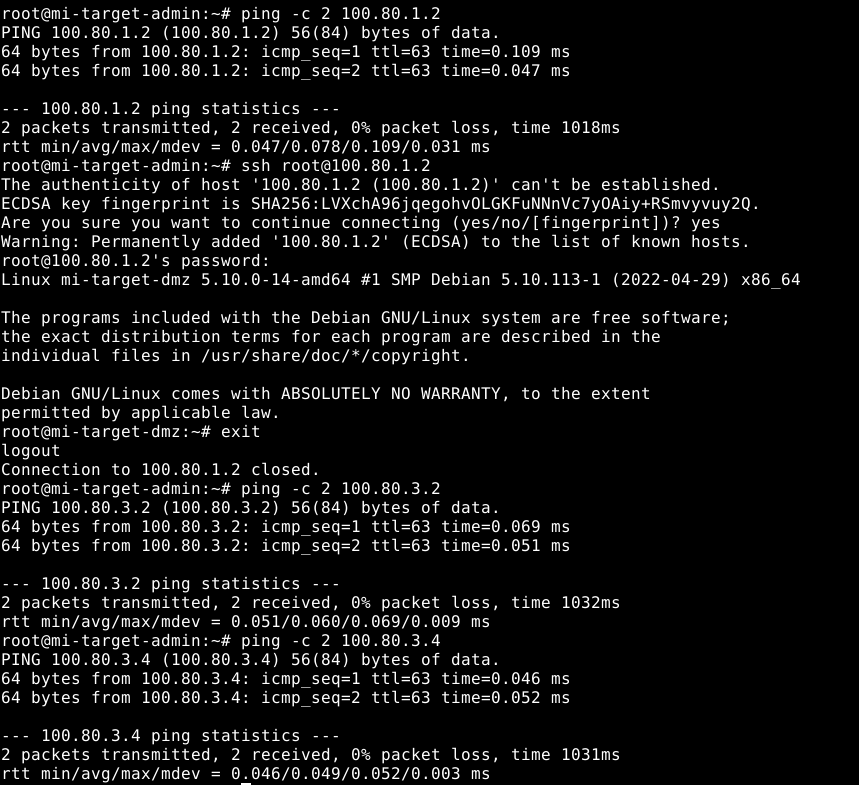 root@mi-target-admin:~# ping -c 2 100.80.1.2
PING 100.80.1.2 (100.80.1.2) 56(84) bytes of data.
64 bytes from 100.80.1.2: icmp_seq=1 ttl=63 time=0.109 ms
64 bytes from 100.80.1.2: icmp_seq=2 ttl=63 time=0.047 ms

--- 100.80.1.2 ping statistics ---
2 packets transmitted, 2 received, 0% packet loss, time 1018ms
rtt min/avg/max/mdev = 0.047/0.078/0.109/0.031 ms
root@mi-target-admin:~# ssh root@100.80.1.2
The authenticity of host '100.80.1.2 (100.80.1.2)' can't be established.
ECDSA key fingerprint is SHA256:LVXchA96jqegohvOLGKFuNNnVc7yOAiy+RSmvyvuy2Q.
Are you sure you want to continue connecting (yes/no/[fingerprint])? yes
Warning: Permanently added '100.80.1.2' (ECDSA) to the list of known hosts.
root@100.80.1.2's password:
Linux mi-target-dmz 5.10.0-14-amd64 #1 SMP Debian 5.10.113-1 (2022-04-29) x86_64

The programs included with the Debian GNU/Linux system are free software;
the exact distribution terms for each program are described in the
individual files in /usr/share/doc/*/copyright.

Debian GNU/Linux comes with ABSOLUTELY NO WARRANTY, to the extent
permitted by applicable law.
root@mi-target-dmz:~# exit
logout
Connection to 100.80.1.2 closed.
root@mi-target-admin:~# ping -c 2 100.80.3.2
PING 100.80.3.2 (100.80.3.2) 56(84) bytes of data.
64 bytes from 100.80.3.2: icmp_seq=1 ttl=63 time=0.069 ms
64 bytes from 100.80.3.2: icmp_seq=2 ttl=63 time=0.051 ms

--- 100.80.3.2 ping statistics ---
2 packets transmitted, 2 received, 0% packet loss, time 1032ms
rtt min/avg/max/mdev = 0.051/0.060/0.069/0.009 ms
root@mi-target-admin:~# ping -c 2 100.80.3.4
PING 100.80.3.4 (100.80.3.4) 56(84) bytes of data.
64 bytes from 100.80.3.4: icmp_seq=1 ttl=63 time=0.046 ms
64 bytes from 100.80.3.4: icmp_seq=2 ttl=63 time=0.052 ms

--- 100.80.3.4 ping statistics ---
2 packets transmitted, 2 received, 0% packet loss, time 1031ms
rtt min/avg/max/mdev = 0.046/0.049/0.052/0.003 ms